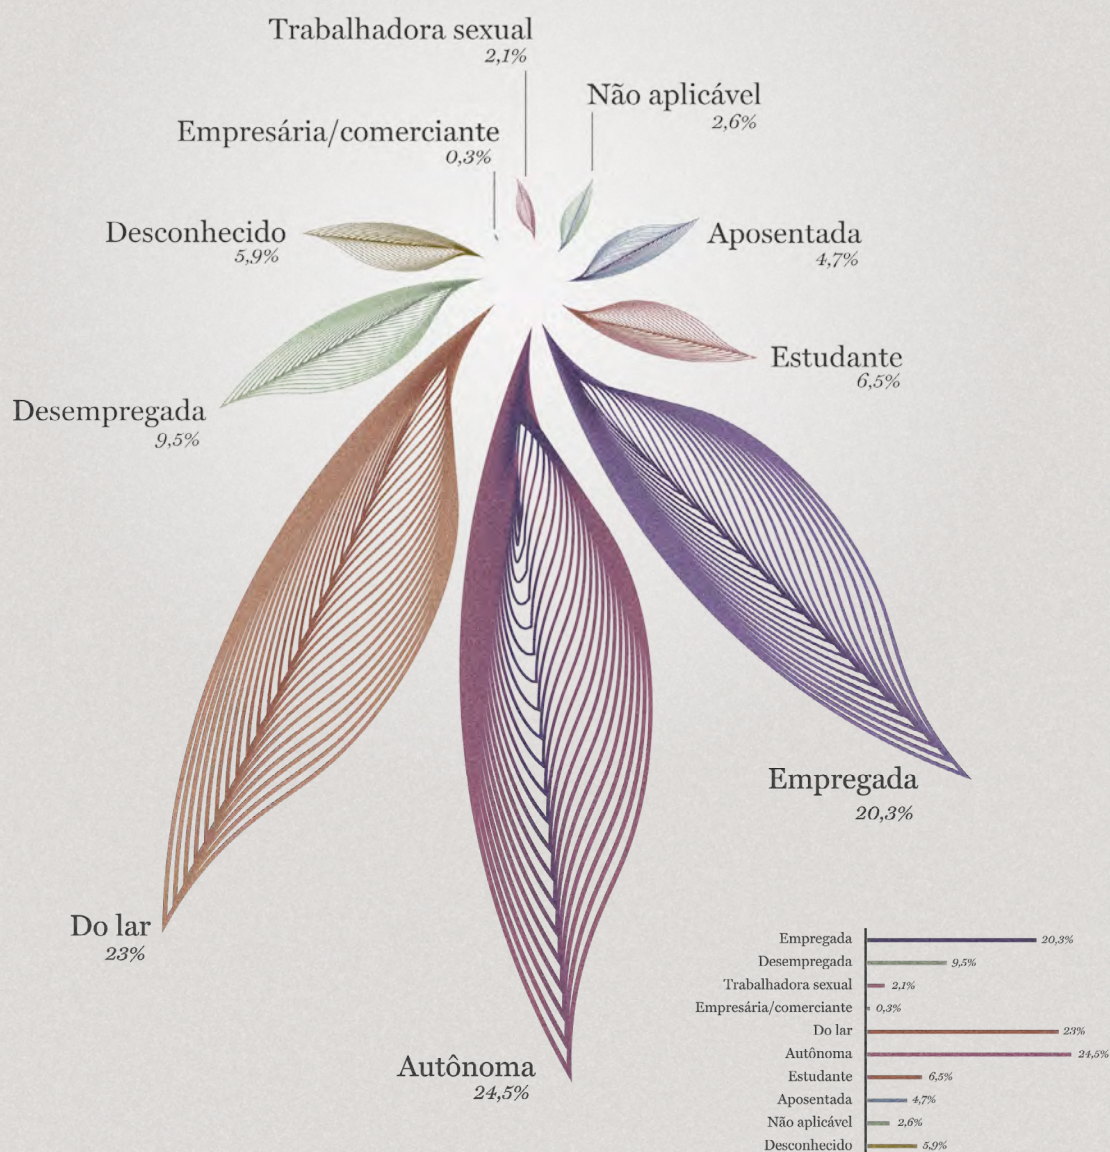 Trabalhadora sexual
2,1%
Não aplicável
2,6%
Empresária/comerciante
0,3%
Desconhecido
5,9%
Aposentada
4,7%
Estudante
6,5%
Desempregada
9,5%
Empregada
20,3%
Do lar
23%
Autônoma
24,5%
Empregada 20,3%
Desempregada 9,5%
Trabalhadora sexual 2,1%
Empresária/comerciante 0,3%
Do lar 23%
Autônoma 24,5%
Estudante 6,5%
Aposentada 4,7%
Não aplicável 2,6%
Desconhecido 5,9%